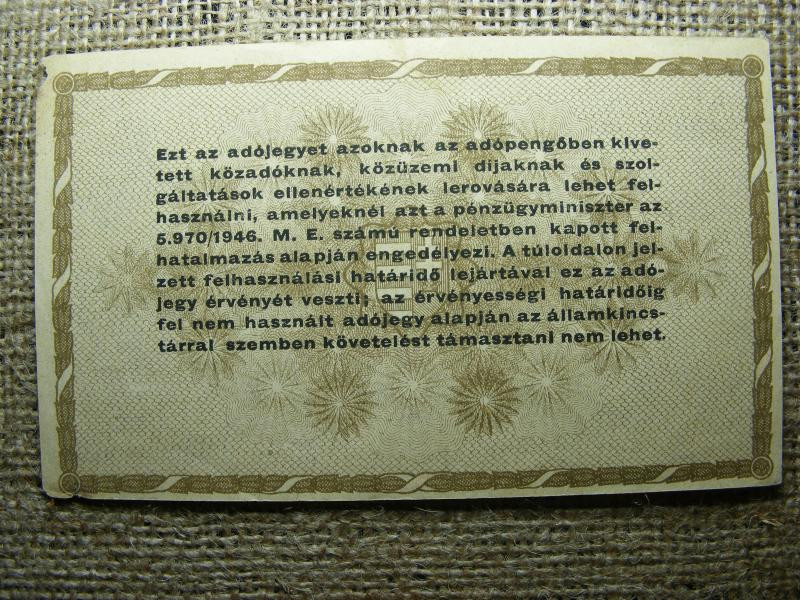 Ezt az adójegyet azoknak az adópengőben kive-
tett közadóknak, közüzemi díjaknak és szol-
gáltatások ellenértékének lerovására lehet fel-
használni, amelyeknél azt a pénzügyminiszter az
5.970/1946. M. E. számú rendeletben kapott fel-
hatalmazás alapján engedélyezi. A túloldalon jel-
zett felhasználási határidő lejártával ez az adó-
jegy érvényét veszti; az érvényességi határidőig
fel nem használt adójegy alapján az államkincs-
tárral szemben követelést támasztani nem lehet.